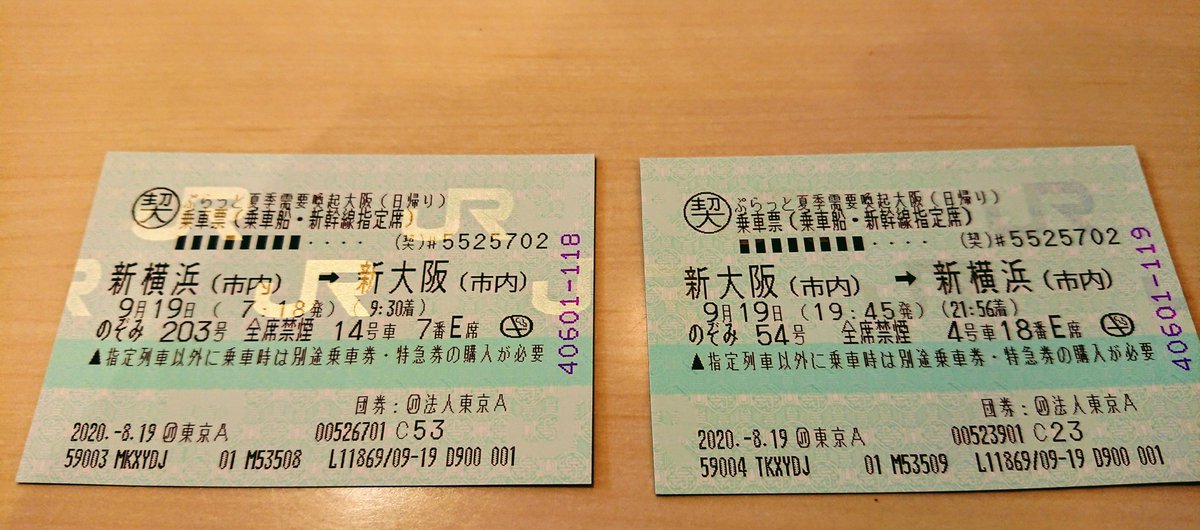 契 ぷらっと夏季需要喚起大阪(日帰り)
乗車票(乗車船・新幹線指定席)
(契)#5525702
新横浜(市内) → 新大阪(市内)
9月19日( 7:18発)( 9:30着)
のぞみ 203号 全席禁煙 14号車 7番E席
▲指定列車以外に乗車時は別途乗車券・特急券の購入が必要
団券: 法人東京A
2020.-8.19 東京A 00526701 C53
59003 MKXYDJ 01 M53508 L11869/09-19 D900 001
40601-118
JR
契 ぷらっと夏季需要喚起大阪(日帰り)
乗車票(乗車船・新幹線指定席)
(契)#5525702
新大阪(市内) → 新横浜(市内)
9月19日(19:45発)(21:56着)
のぞみ 54号 全席禁煙 4号車18番E席
▲指定列車以外に乗車時は別途乗車券・特急券の購入が必要
団券: 法人東京A
2020.-8.19 東京A 00523901 C23
59004 TKXYDJ 01 M53509 L11869/09-19 D900 001
40601-119